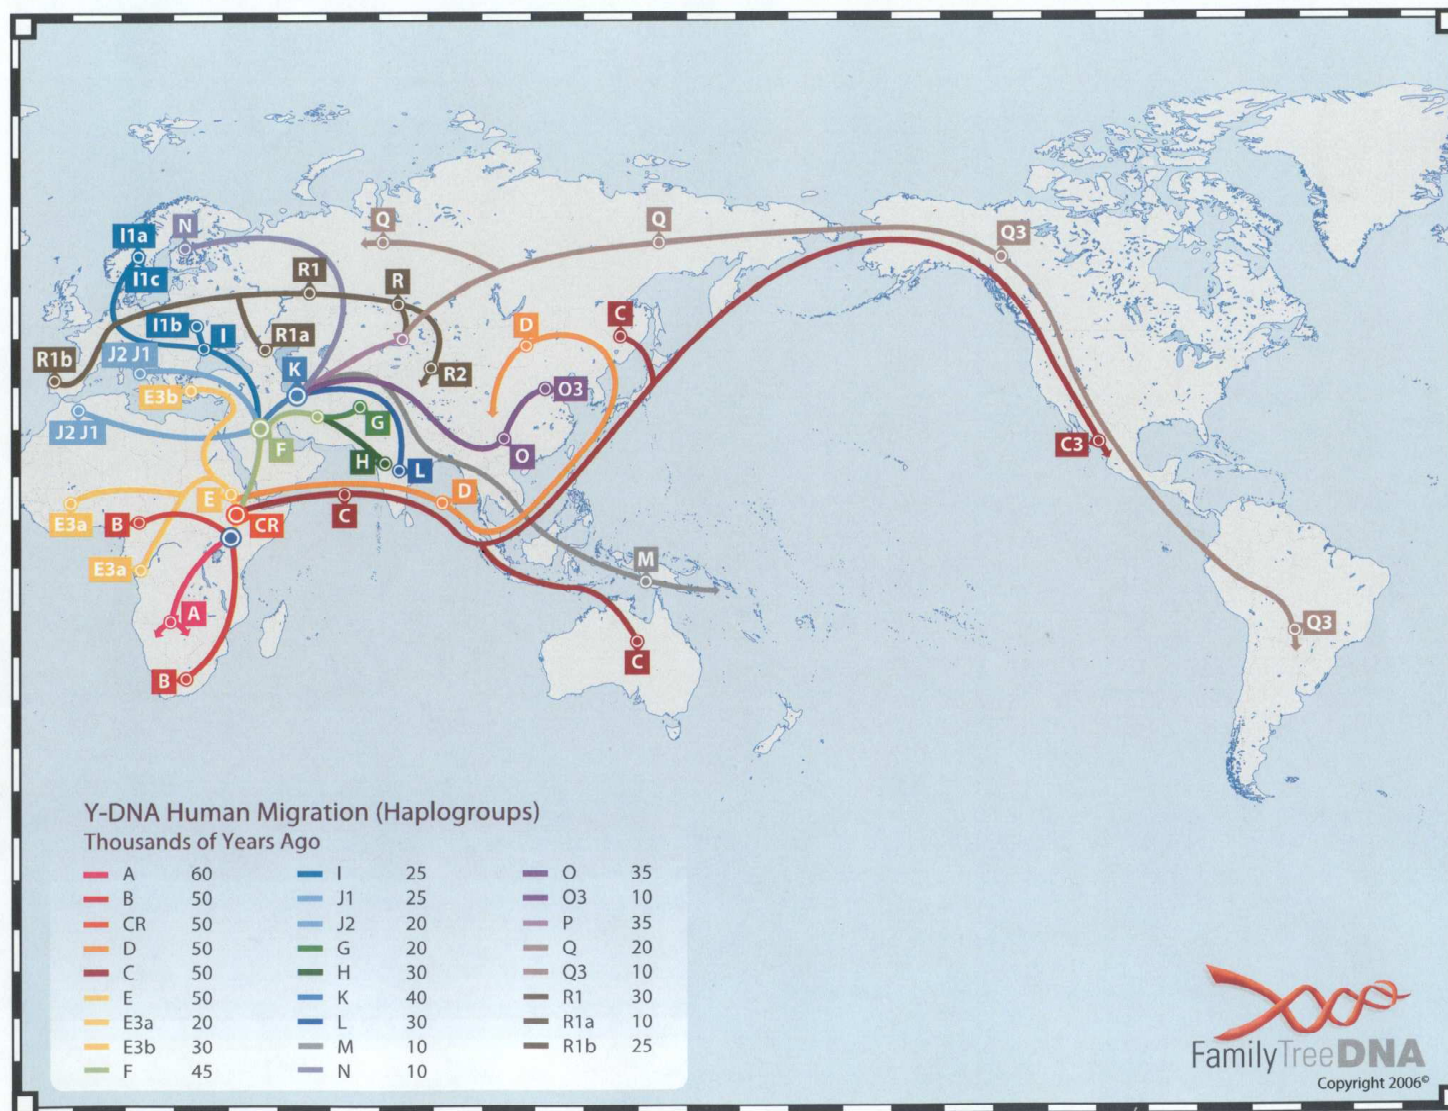 I1a
N
Q
Q
Q3
I1c
R1
R
C
D
I1b
I
R1a
J2 J1
R1b
K
R2
E3b
O3
G
J2 J1
F
C3
O
H
L
E
D
E3a
B
CR
C
E3a
M
A
Q3
C
B
Y-DNA Human Migration (Haplogroups)
Thousands of Years Ago
A 60
B 50
CR 50
D 50
C 50
E 50
E3a 20
E3b 30
F 45
I 25
J1 25
J2 20
G 20
H 30
K 40
L 30
M 10
N 10
O 35
O3 10
P 35
Q 20
Q3 10
R1 30
R1a 10
R1b 25
FamilyTreeDNA
Copyright 2006©